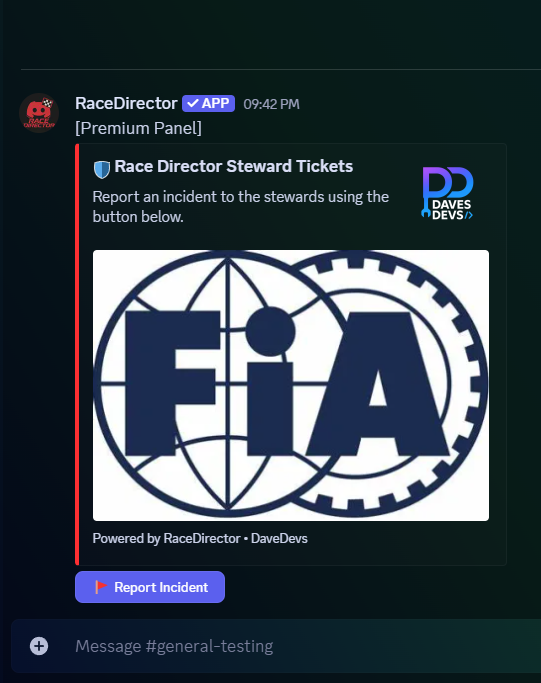 RaceDirector ✓ APP 09:42 PM
[Premium Panel]
Race Director Steward Tickets
Report an incident to the stewards using the
button below.
DAVES
DEVS/>
FiA
Powered by RaceDirector • DaveDevs
Report Incident
Message #general-testing
RACE
DIRECTOR